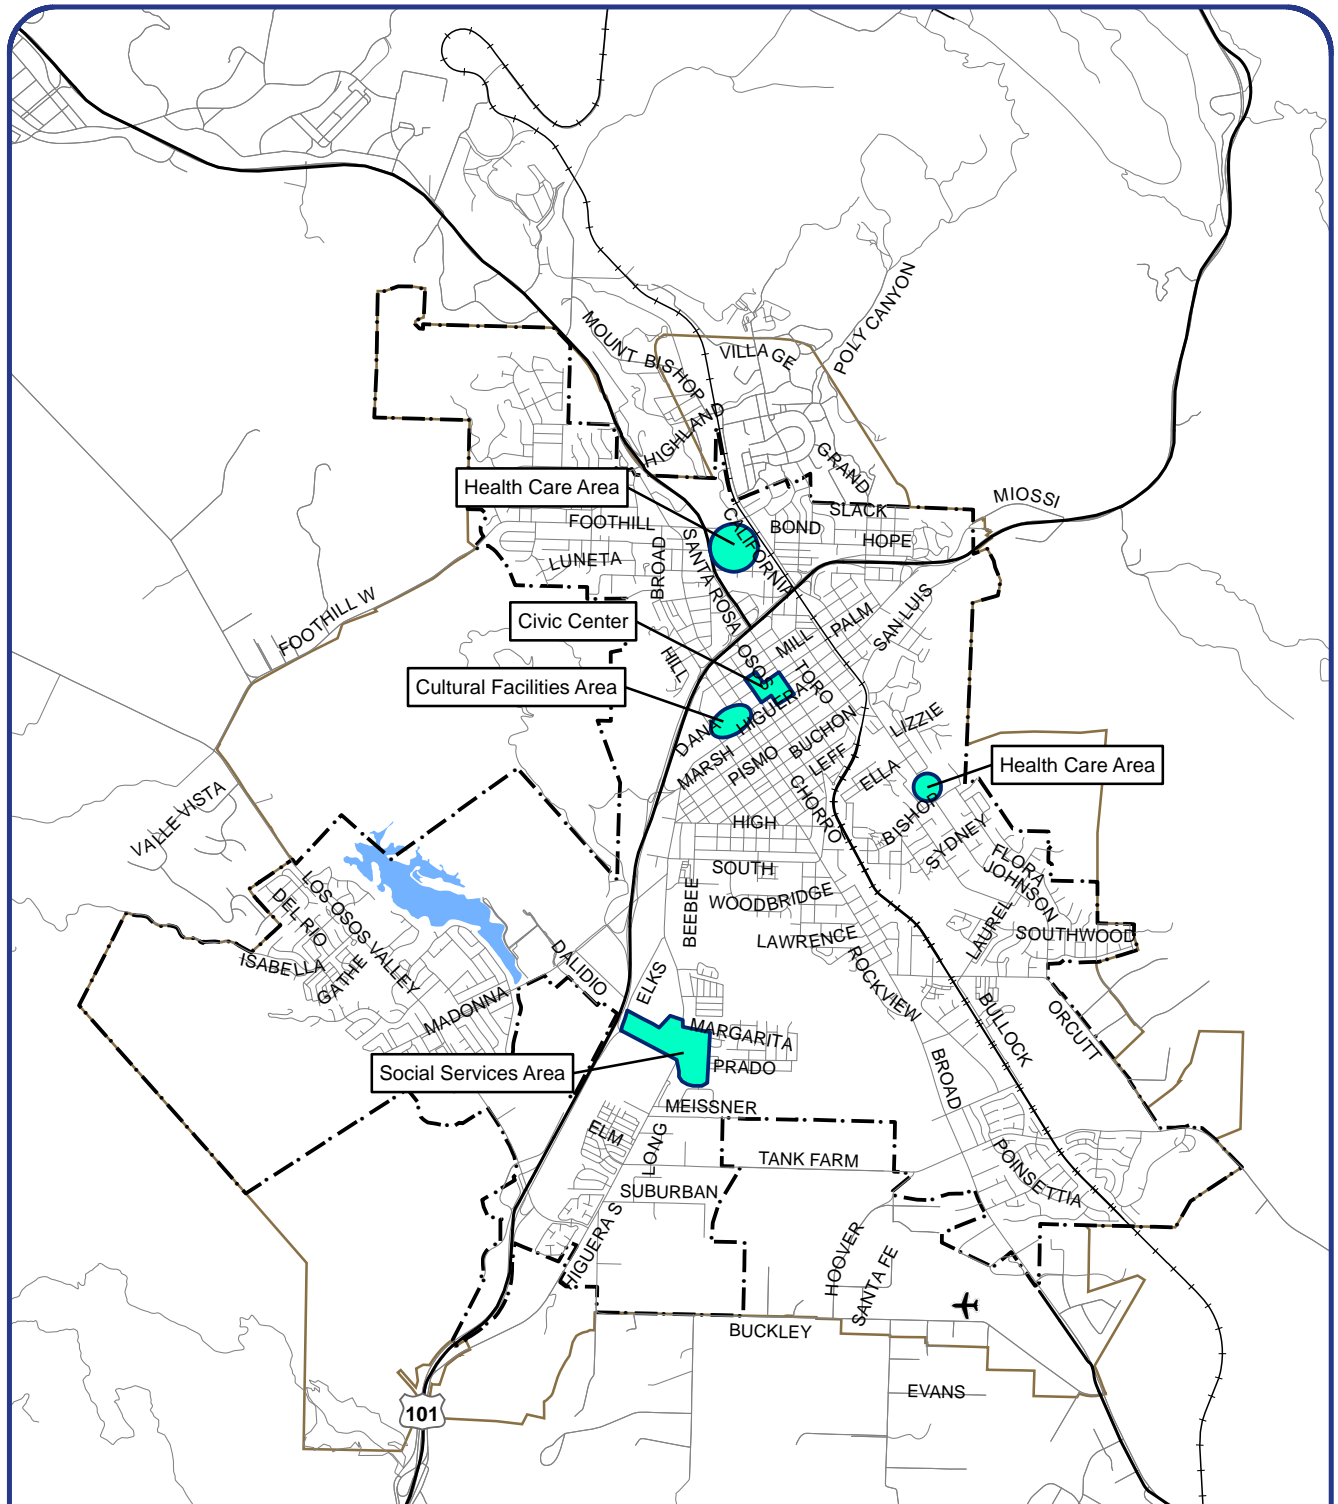 POLY CANYON
MOUNT BISHOP
VILLAGE
HIGHLAND
GRAND
Health Care Area
MIOSSI
SLACK
FOOTHILL
CALIFORNIA
BOND
HOPE
LUNETA
BROAD
SANTA ROSA
FOOTHILL W
Civic Center
PALM
SAN LUIS
MILL
HILL
OSOS
TORO
Cultural Facilities Area
HIGUERA
DANA
BUCHON
LIZZIE
MARSH
PISMO
LEFF
ELLA
Health Care Area
VALLE VISTA
CHORRO
HIGH
BISHOP
SYDNEY
FLORA
JOHNSON
SOUTH
LOS OSOS VALLEY
DEL RIO
BEEBEE
WOODBRIDGE
LAUREL
SOUTHWOOD
LAWRENCE
ISABELLA
GATHE
DALIDIO
ELKS
ROCKVIEW
MADONNA
BULLOCK
ORCUTT
MARGARITA
Social Services Area
PRADO
BROAD
MEISSNER
ELM
LONG
TANK FARM
POINSETTIA
SUBURBAN
HIGUERA S
HOOVER
SANTA FE
BUCKLEY
EVANS
101